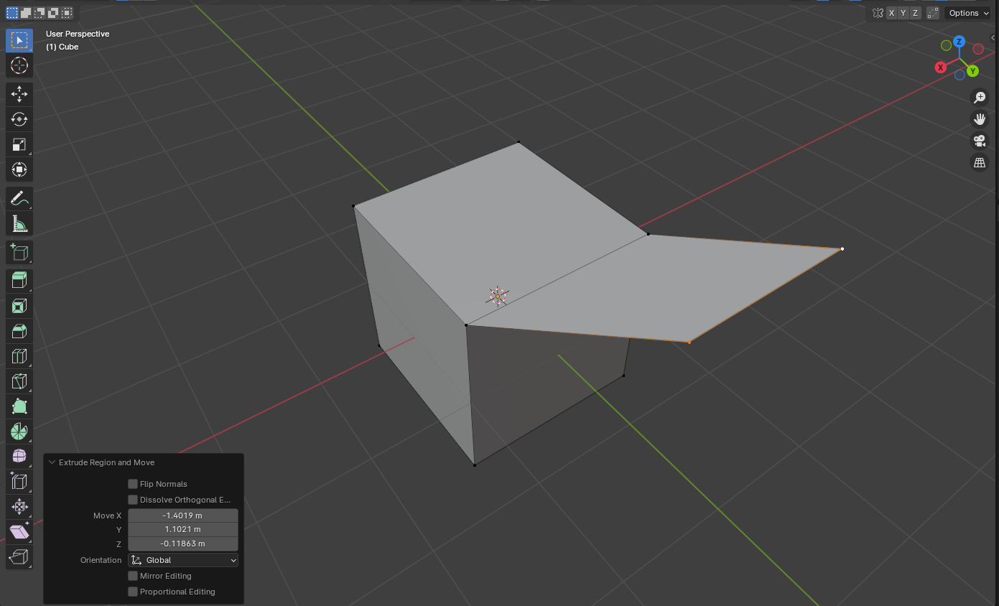 X Y Z Options
User Perspective
(1) Cube
Z
X
Y
Extrude Region and Move
Flip Normals
Dissolve Orthogonal E...
Move X -1.4019 m
Y 1.1021 m
Z -0.11863 m
Orientation Global
Mirror Editing
Proportional Editing